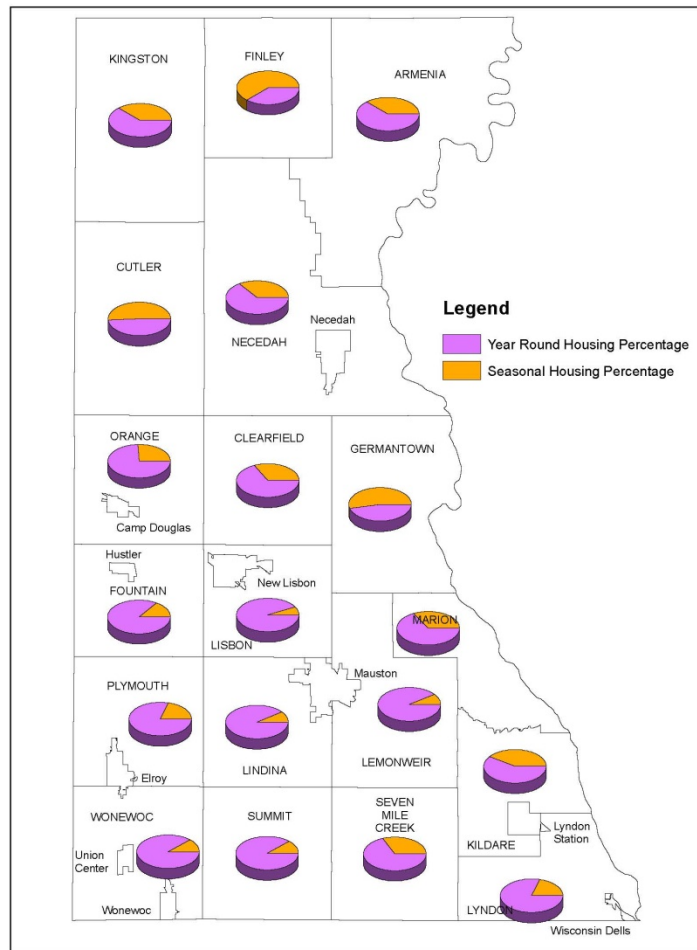 KINGSTON
FINLEY
ARMENIA
CUTLER
NECEDAH
Necedah
Legend
Year Round Housing Percentage
Seasonal Housing Percentage
ORANGE
CLEARFIELD
GERMANTOWN
Camp Douglas
Hustler
FOUNTAIN
New Lisbon
LISBON
MARION
PLYMOUTH
Mauston
LINDINA
LEMONWEIR
Elroy
WONEWOC
SUMMIT
SEVEN
MILE
CREEK
KILDARE
Lyndon
Station
Union
Center
Wonewoc
LYNDON
Wisconsin Dells